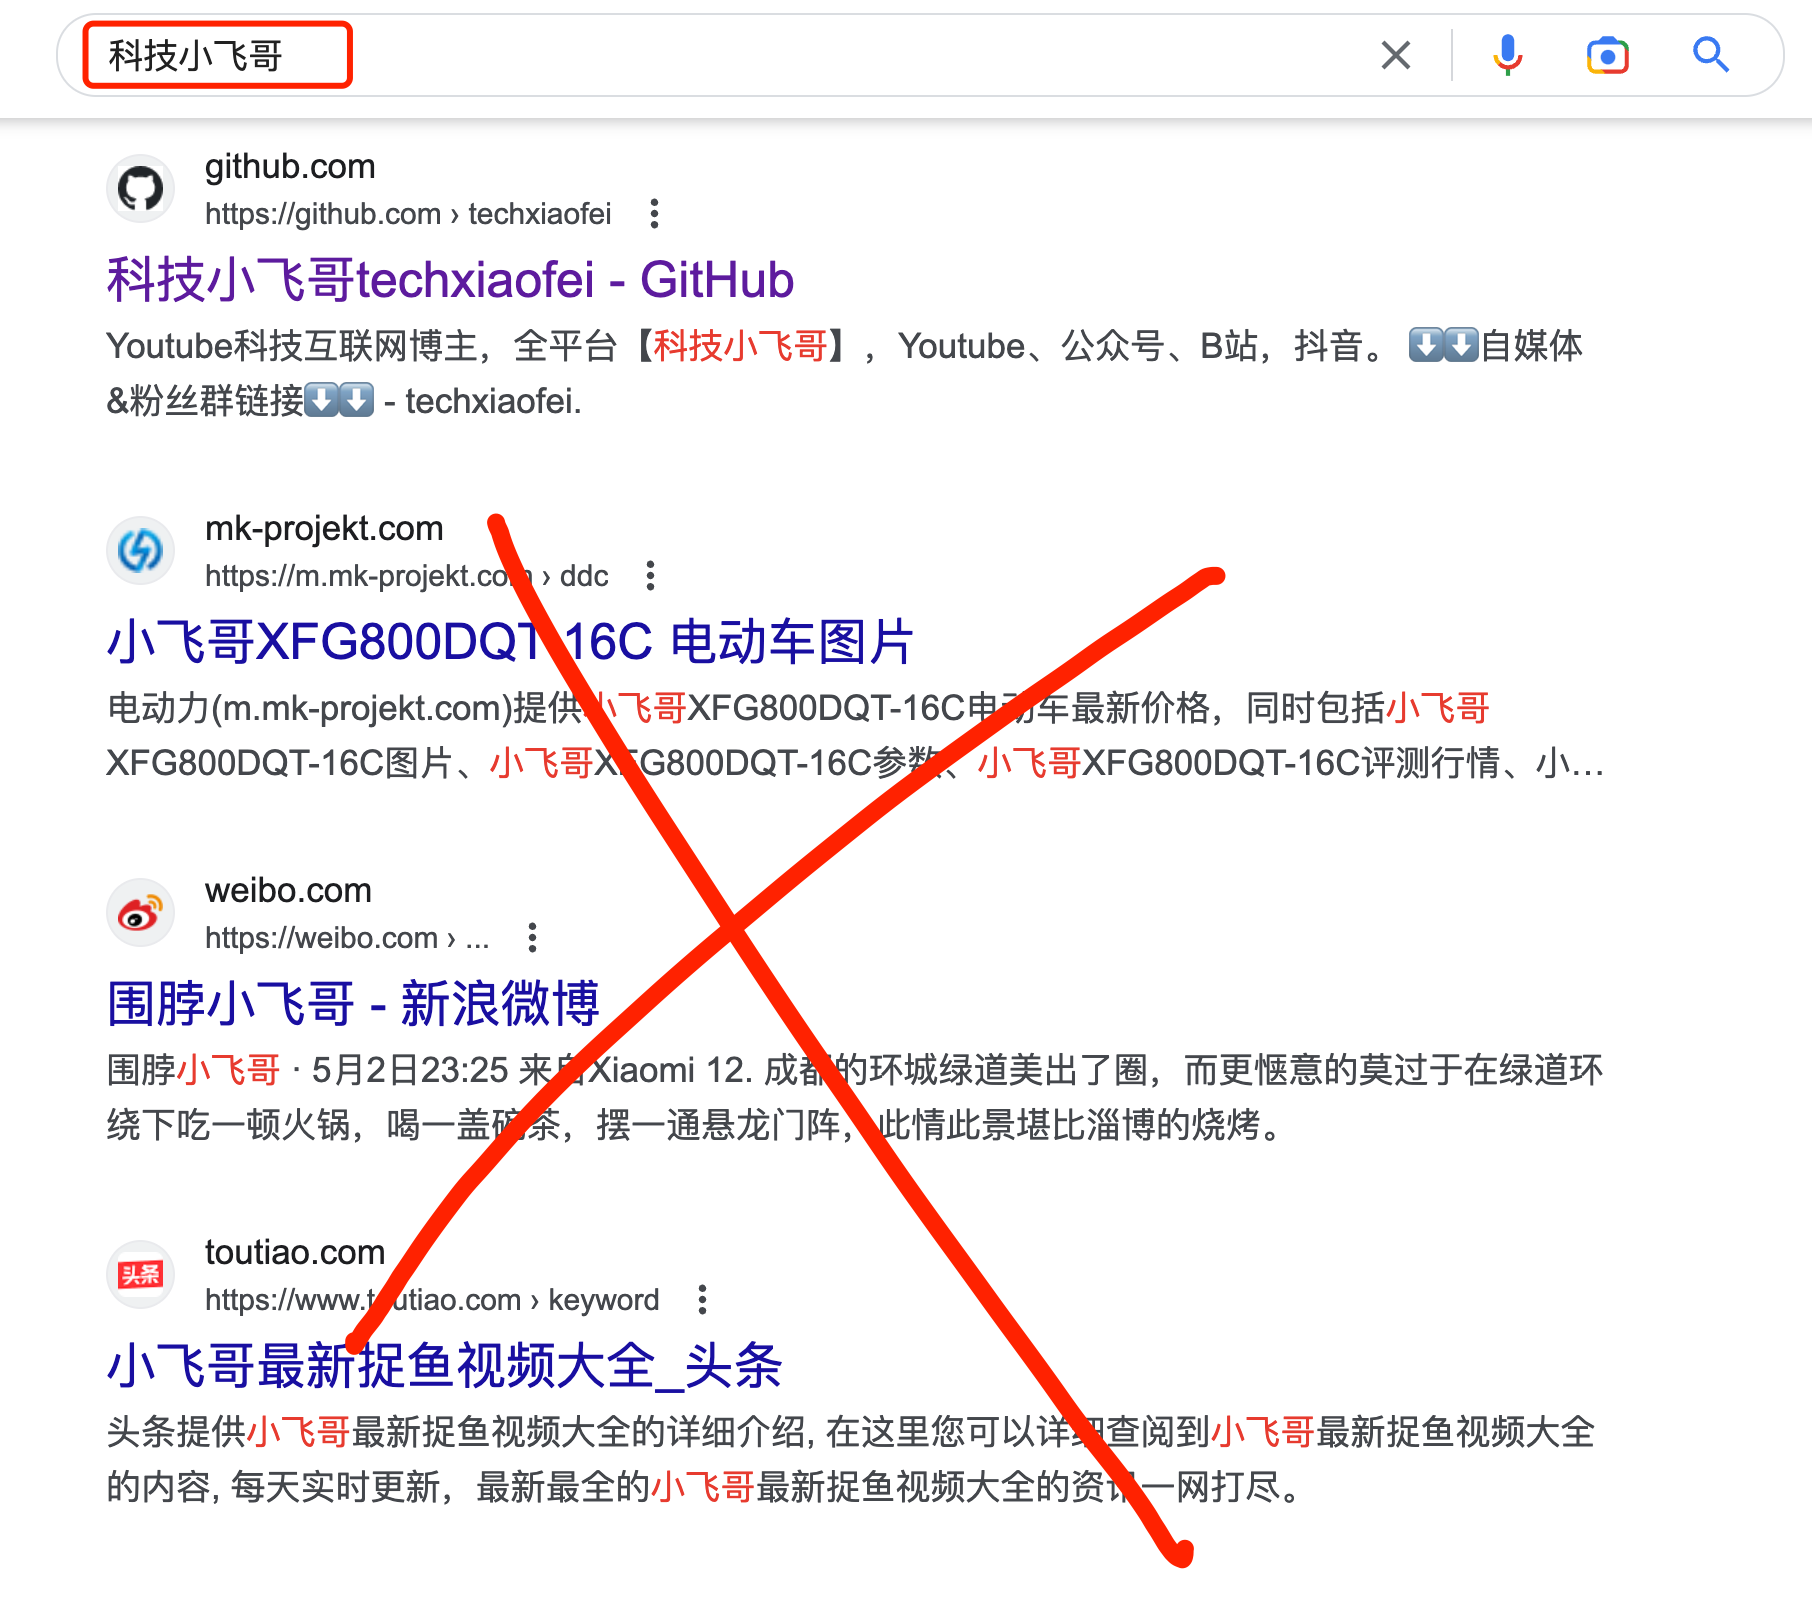 科技小飞哥
github.com
https://github.com › techxiaofei
科技小飞哥techxiaofei - GitHub
Youtube科技互联网博主，全平台【科技小飞哥】，Youtube、公众号、B站，抖音。 ⬇️⬇️自媒体
&粉丝群链接⬇️⬇️ - techxiaofei.
mk-projekt.com
https://m.mk-projekt.com › ddc
小飞哥XFG800DQT-16C 电动车图片
电动力(m.mk-projekt.com)提供小飞哥XFG800DQT-16C电动车最新价格，同时包括小飞哥
XFG800DQT-16C图片、小飞哥XFG800DQT-16C参数、小飞哥XFG800DQT-16C评测行情、小...
weibo.com
https://weibo.com › ...
围脖小飞哥 - 新浪微博
围脖小飞哥 · 5月2日23:25 来自Xiaomi 12. 成都的环城绿道美出了圈，而更惬意的莫过于在绿道环
绕下吃一顿火锅，喝一盖碗茶，摆一通悬龙门阵，此情此景堪比淄博的烧烤。
头条
toutiao.com
https://www.toutiao.com › keyword
小飞哥最新捉鱼视频大全_头条
头条提供小飞哥最新捉鱼视频大全的详细介绍, 在这里您可以详细查阅到小飞哥最新捉鱼视频大全
的内容, 每天实时更新，最新最全的小飞哥最新捉鱼视频大全的资讯一网打尽。